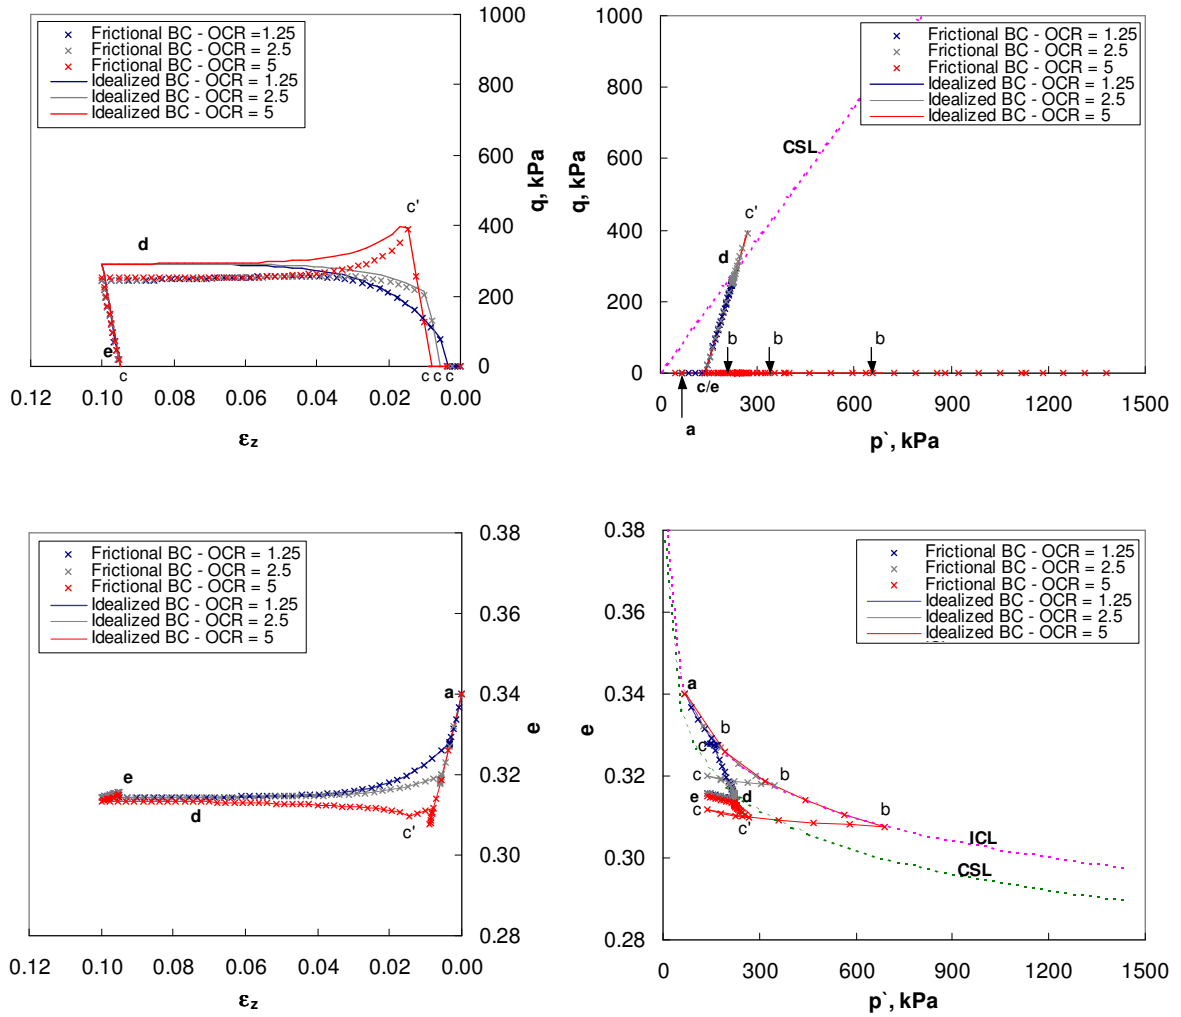 1000
800
600
400
200
0
q, kPa
Frictional BC - OCR =1.25
Frictional BC - OCR = 2.5
Frictional BC - OCR = 5
Idealized BC - OCR = 1.25
Idealized BC - OCR = 2.5
Idealized BC - OCR = 5
c'
d
e
c
c c c
0.12 0.10 0.08 0.06 0.04 0.02 0.00
εz
1000
800
600
400
200
0
q, kPa
Frictional BC - OCR = 1.25
Frictional BC - OCR = 2.5
Frictional BC - OCR = 5
Idealized BC - OCR = 1.25
Idealized BC - OCR = 2.5
Idealized BC - OCR = 5
CSL
c'
d
b b b
c/e
a
0 300 600 900 1200 1500
p`, kPa
0.38
0.36
0.34
0.32
0.30
0.28
e
Frictional BC - OCR = 1.25
Frictional BC - OCR = 2.5
Frictional BC - OCR = 5
Idealized BC - OCR = 1.25
Idealized BC - OCR = 2.5
Idealized BC - OCR = 5
a
e
d
c'
0.12 0.10 0.08 0.06 0.04 0.02 0.00
εz
0.38
0.36
0.34
0.32
0.30
0.28
e
Frictional BC - OCR = 1.25
Frictional BC - OCR = 2.5
Frictional BC - OCR = 5
Idealized BC - OCR = 1.25
Idealized BC - OCR = 2.5
Idealized BC - OCR = 5
a
b
c
c b
e d
c b
c'
ICL
CSL
0 300 600 900 1200 1500
p`, kPa